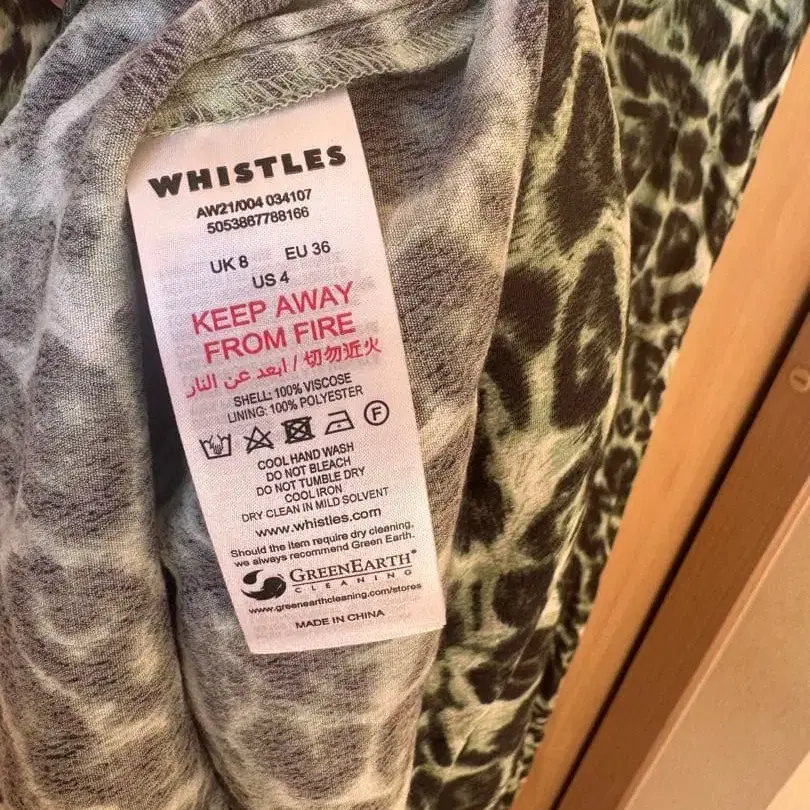 WHISTLES
AW21/004 034107
5053867788166
UK 8 EU 36
US 4
KEEP AWAY
FROM FIRE
ابعد عن النار / 切勿近火
SHELL: 100% VISCOSE
LINING: 100% POLYESTER
F
COOL HAND WASH
DO NOT BLEACH
DO NOT TUMBLE DRY
COOL IRON
DRY CLEAN IN MILD SOLVENT
www.whistles.com
Should the item require dry cleaning,
we always recommend Green Earth.
GREENEARTH®
CLEANING
www.greenearthcleaning.com/stores
MADE IN CHINA